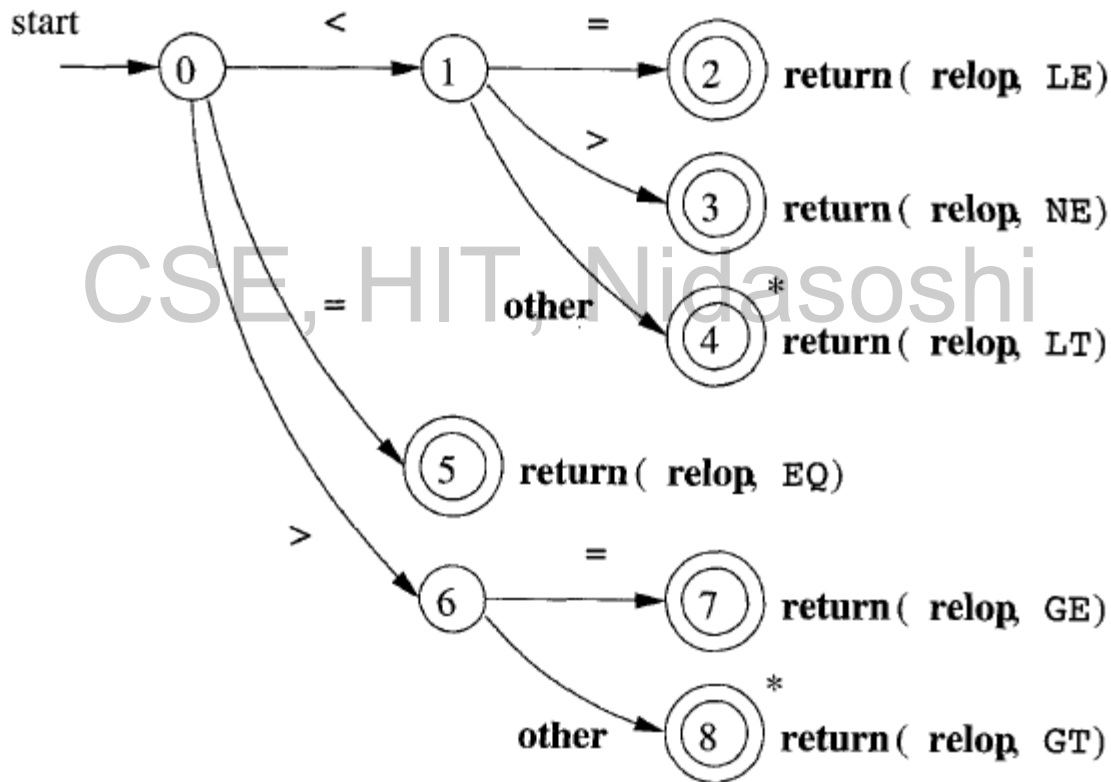 start
<
=
0
1
2
return( relop, LE)
>
3
return( relop, NE)
CSE, HIT, Nidasoshi
=
other
*
4
return( relop, LT)
5
return( relop, EQ)
>
=
6
7
return( relop, GE)
*
other
8
return( relop, GT)